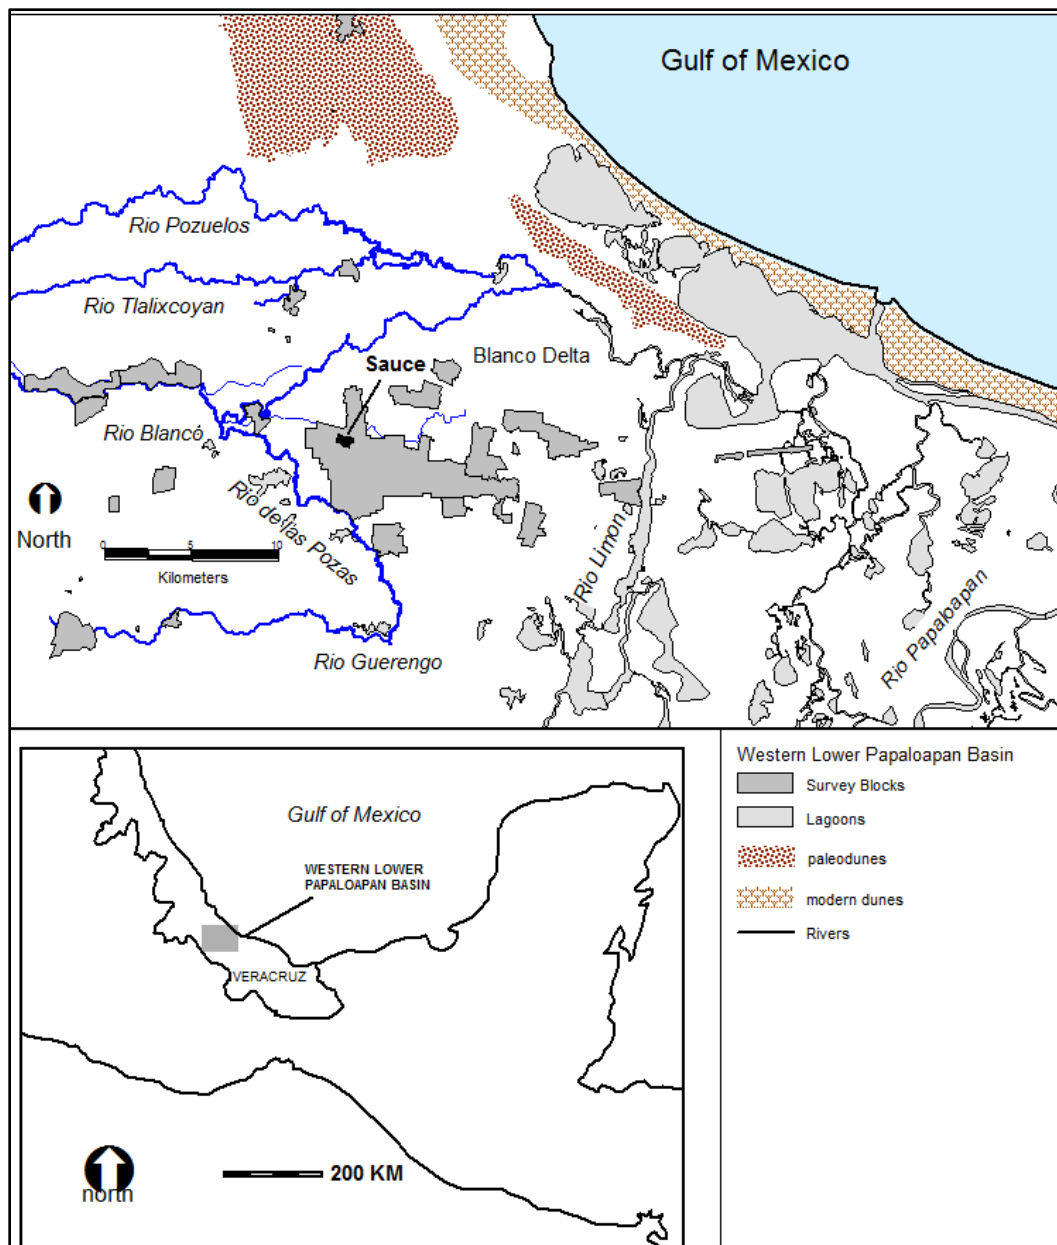 Gulf of Mexico
Rio Pozuelos
Rio Tlalixcoyan
Blanco Delta
Sauce
Rio Blanco
Rio de las Pozas
Rio Limon
North
0 5 10
Kilometers
Rio Papaloapan
Rio Guerengo
Gulf of Mexico
WESTERN LOWER
PAPALOAPAN BASIN
VERACRUZ
north
200 KM
Western Lower Papaloapan Basin
Survey Blocks
Lagoons
paleodunes
modern dunes
Rivers